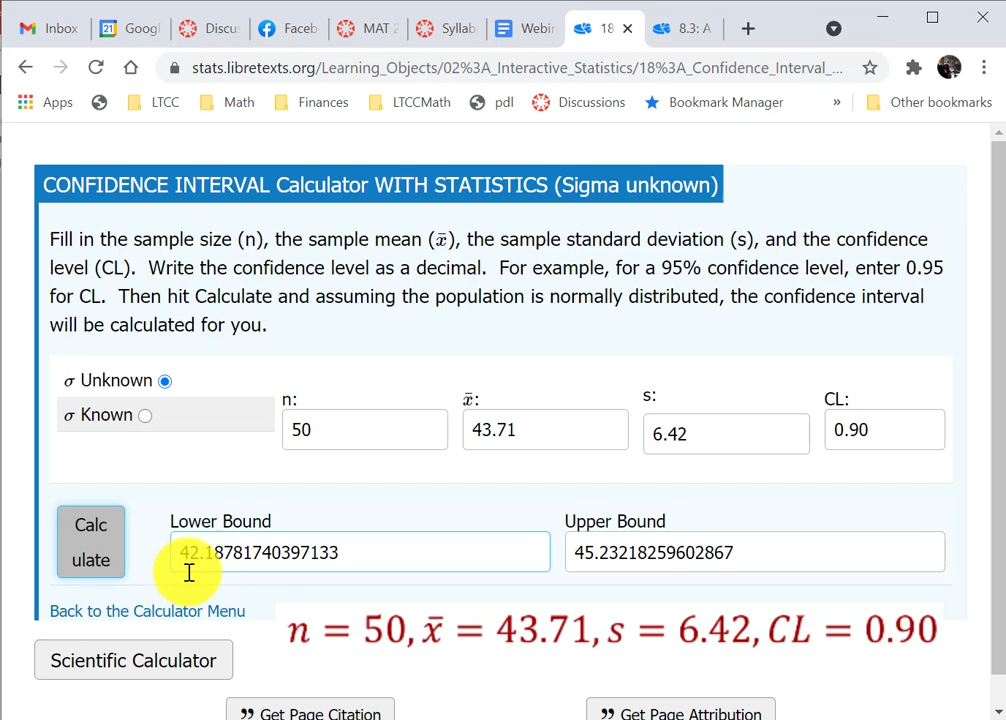 Inbox Googl Discu Faceb MAT 2 Syllab Webin 18 8.3: A
stats.libretexts.org/Learning_Objects/02%3A_Interactive_Statistics/18%3A_Confidence_Interval_...
Apps LTCC Math Finances LTCCMath pdl Discussions Bookmark Manager » Other bookmarks
CONFIDENCE INTERVAL Calculator WITH STATISTICS (Sigma unknown)
Fill in the sample size (n), the sample mean (x̄), the sample standard deviation (s), and the confidence
level (CL). Write the confidence level as a decimal. For example, for a 95% confidence level, enter 0.95
for CL. Then hit Calculate and assuming the population is normally distributed, the confidence interval
will be calculated for you.
σ Unknown
σ Known
n: x̄: s: CL:
50 43.71 6.42 0.90
Calc
ulate
Lower Bound Upper Bound
42.18781740397133 45.23218259602867
Back to the Calculator Menu
n = 50, x̄ = 43.71, s = 6.42, CL = 0.90
Scientific Calculator
Get Page Citation Get Page Attribution